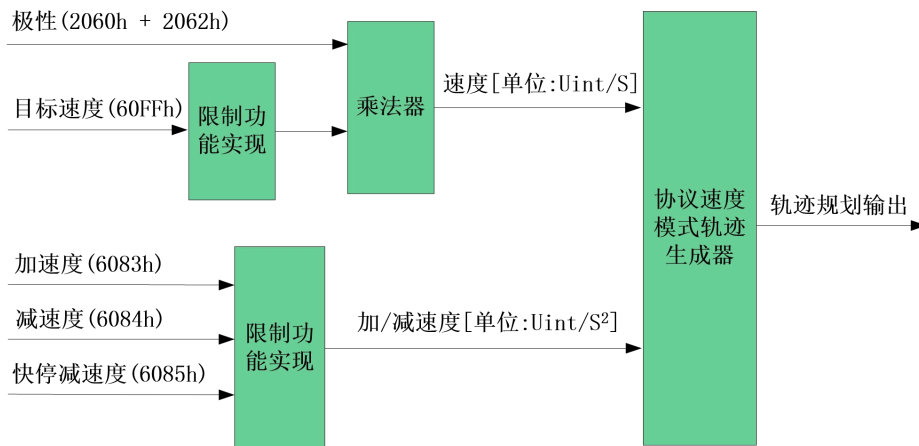 极性(2060h + 2062h)
目标速度(60FFh)
限制功
能实现
乘法器
速度[单位:Uint/S]
协议速度
模式轨迹
生成器
轨迹规划输出
加速度(6083h)
减速度(6084h)
快停减速度(6085h)
限制功
能实现
加/减速度[单位:Uint/S²]